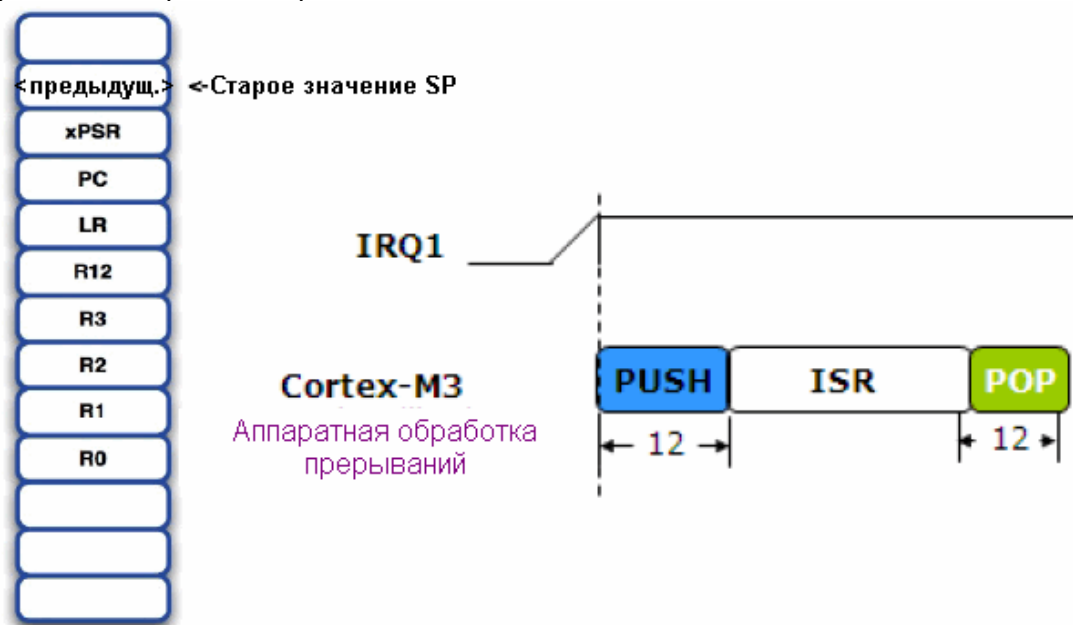 <предыдущ.> <-Старое значение SP
xPSR
PC
LR
R12
R3
R2
R1
R0
IRQ1
Cortex-M3
Аппаратная обработка
прерываний
PUSH ISR POP
12 12